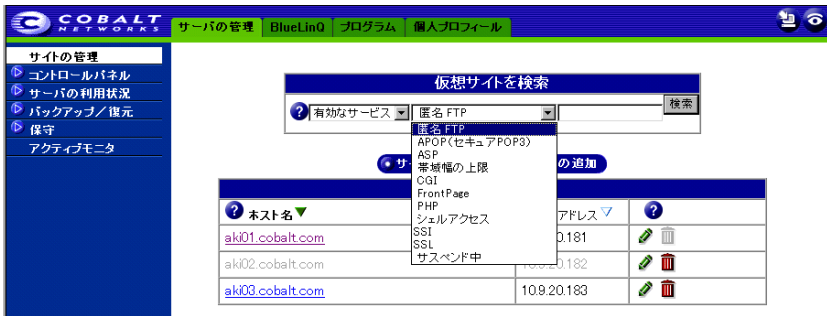 COBALT
NETWORKS
サーバの管理 BlueLinQ プログラム 個人プロフィール
サイトの管理
コントロールパネル
サーバの利用状況
バックアップ/復元
保守
アクティブモニタ
仮想サイトを検索
? 有効なサービス 匿名 FTP 検索
匿名 FTP
APOP(セキュアPOP3)
ASP
帯域幅の上限
CGI
FrontPage
PHP
シェルアクセス
SSI
SSL
サスペンド中
サ の追加
? ホスト名 アドレス ?
aki01.cobalt.com 0.181
aki02.cobalt.com 10.9.20.182
aki03.cobalt.com 10.9.20.183